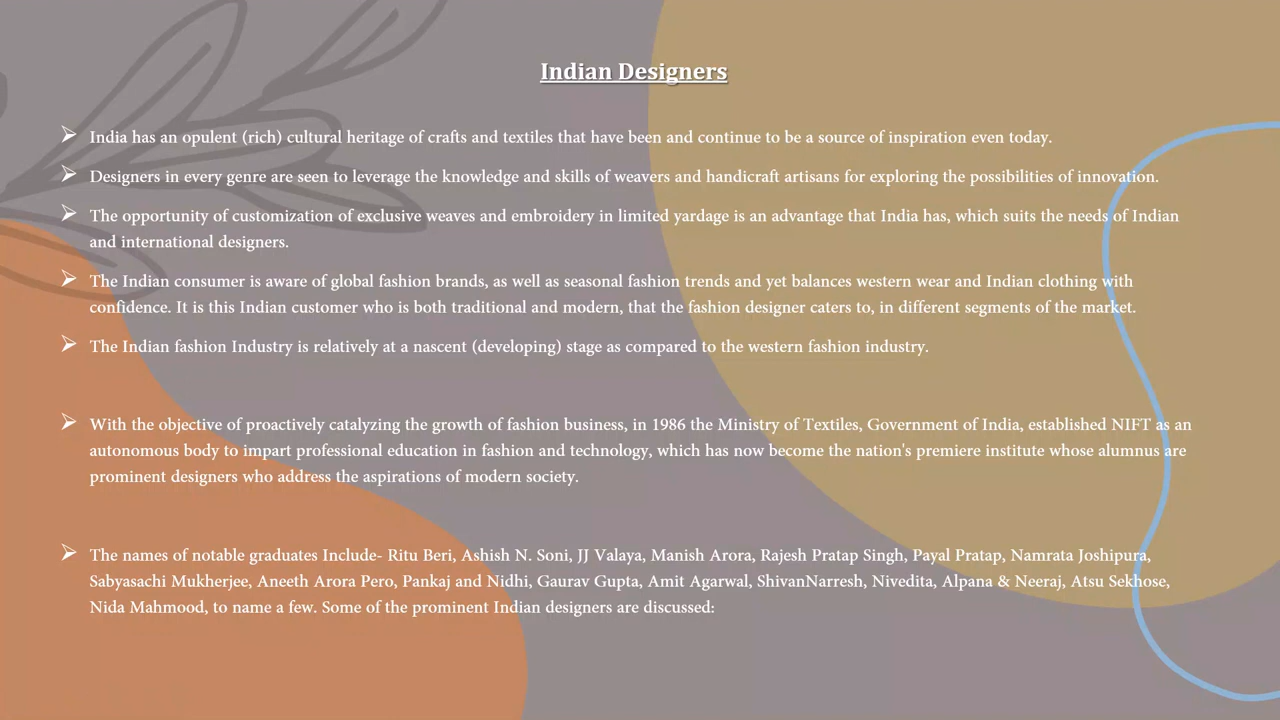 Indian Designers
➢ India has an opulent (rich) cultural heritage of crafts and textiles that have been and continue to be a source of inspiration even today.
➢ Designers in every genre are seen to leverage the knowledge and skills of weavers and handicraft artisans for exploring the possibilities of innovation.
➢ The opportunity of customization of exclusive weaves and embroidery in limited yardage is an advantage that India has, which suits the needs of Indian
and international designers.
➢ The Indian consumer is aware of global fashion brands, as well as seasonal fashion trends and yet balances western wear and Indian clothing with
confidence. It is this Indian customer who is both traditional and modern, that the fashion designer caters to, in different segments of the market.
➢ The Indian fashion Industry is relatively at a nascent (developing) stage as compared to the western fashion industry.
➢ With the objective of proactively catalyzing the growth of fashion business, in 1986 the Ministry of Textiles, Government of India, established NIFT as an
autonomous body to impart professional education in fashion and technology, which has now become the nation's premiere institute whose alumnus are
prominent designers who address the aspirations of modern society.
➢ The names of notable graduates Include- Ritu Beri, Ashish N. Soni, JJ Valaya, Manish Arora, Rajesh Pratap Singh, Payal Pratap, Namrata Joshipura,
Sabyasachi Mukherjee, Aneeth Arora Pero, Pankaj and Nidhi, Gaurav Gupta, Amit Agarwal, ShivanNarresh, Nivedita, Alpana & Neeraj, Atsu Sekhose,
Nida Mahmood, to name a few. Some of the prominent Indian designers are discussed: